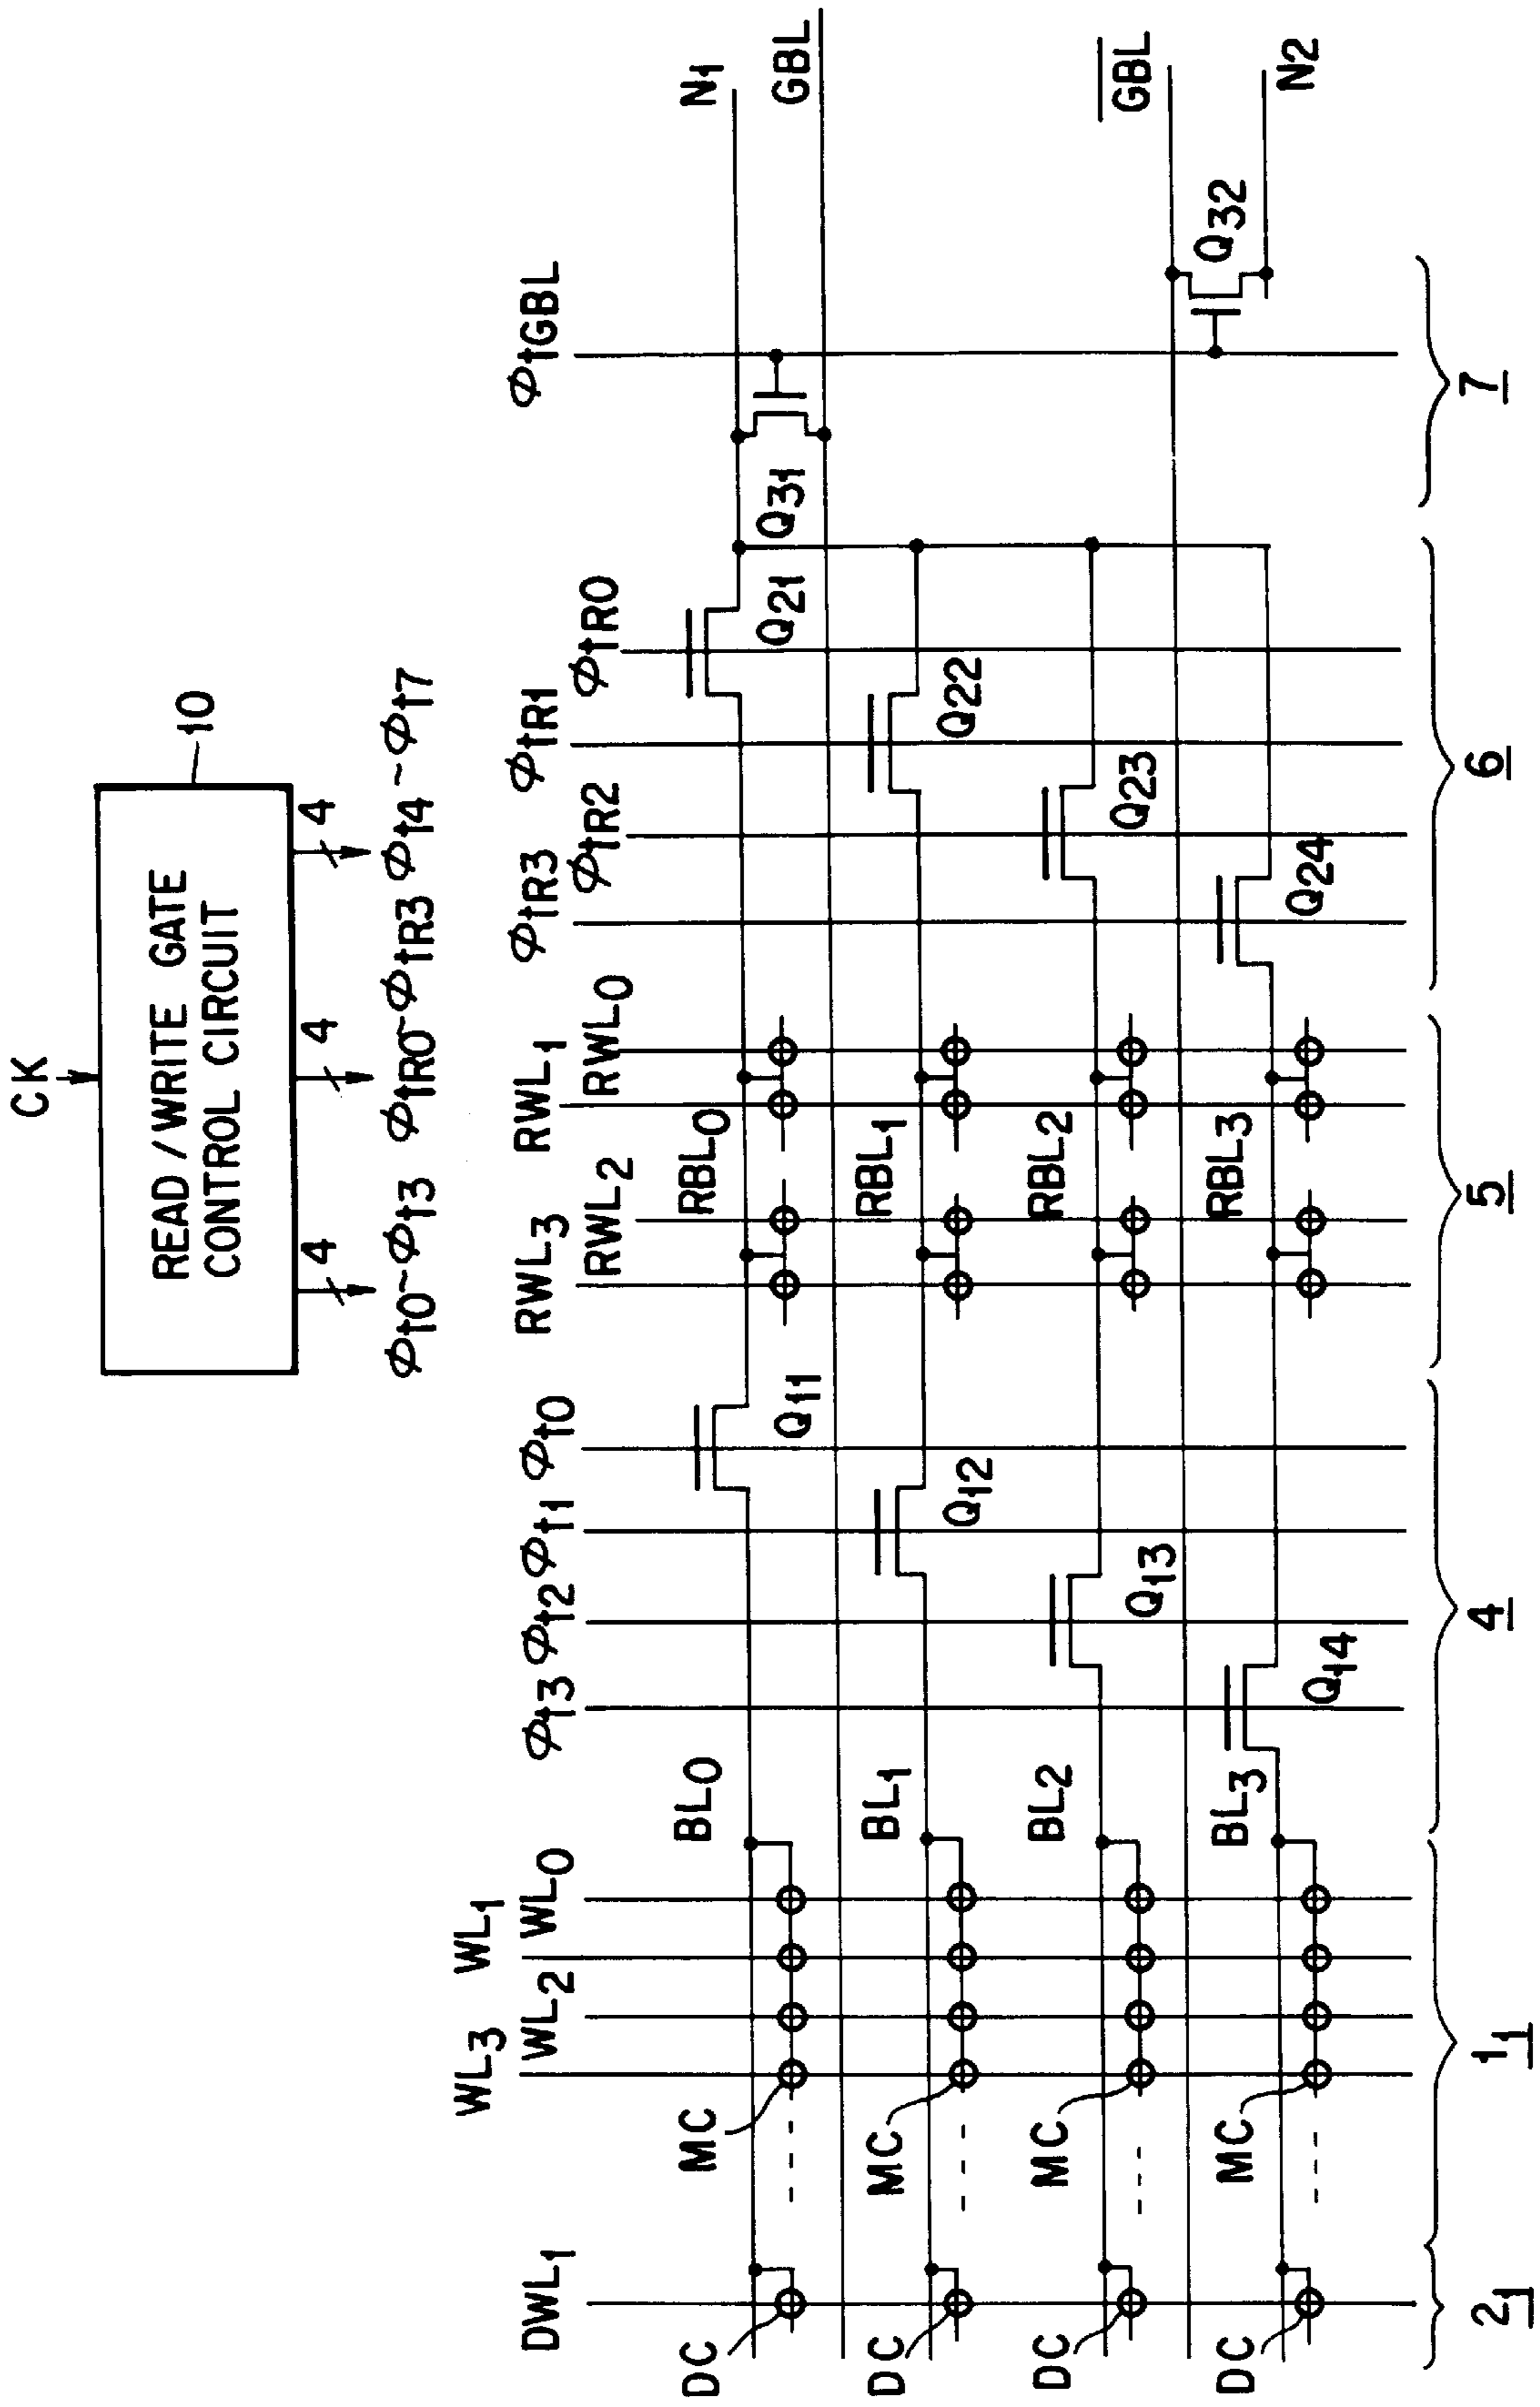 CK
READ/WRITE GATE
CONTROL CIRCUIT
10
4
4
4
φt0~φt3
φtR0~φtR3
φt4~φt7
DWL1
WL3
WL2
WL1
WL0
φt3
φt2
φt1
φt0
RWL3
RWL2
RWL1
RWL0
φtR3
φtR2
φtR1
φtR0
φtGBL
N1
GBL
DC
MC
BL0
Q11
RBL0
Q21
Q31
DC
MC
BL1
Q12
RBL1
Q22
DC
MC
BL2
Q13
RBL2
Q23
GBL
DC
MC
BL3
Q14
RBL3
Q24
Q32
N2
21
11
4
5
6
7